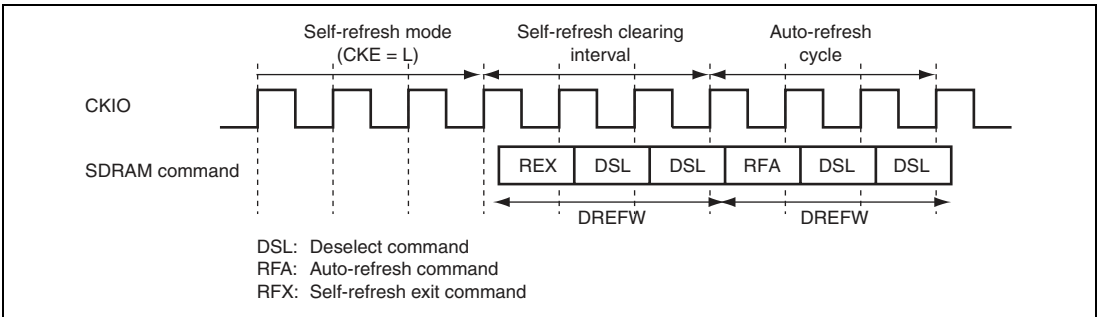 Self-refresh mode
(CKE = L)
Self-refresh clearing
interval
Auto-refresh
cycle
CKIO
SDRAM command
REX DSL DSL RFA DSL DSL
DREFW DREFW
DSL: Deselect command
RFA: Auto-refresh command
RFX: Self-refresh exit command